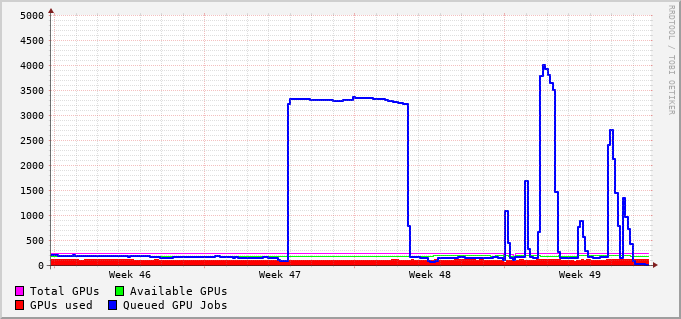 5000
4500
4000
3500
3000
2500
2000
1500
1000
500
0
Week 46
Week 47
Week 48
Week 49
Total GPUs
Available GPUs
GPUs used
Queued GPU Jobs
RRDTOOL / TOBI OETIKER